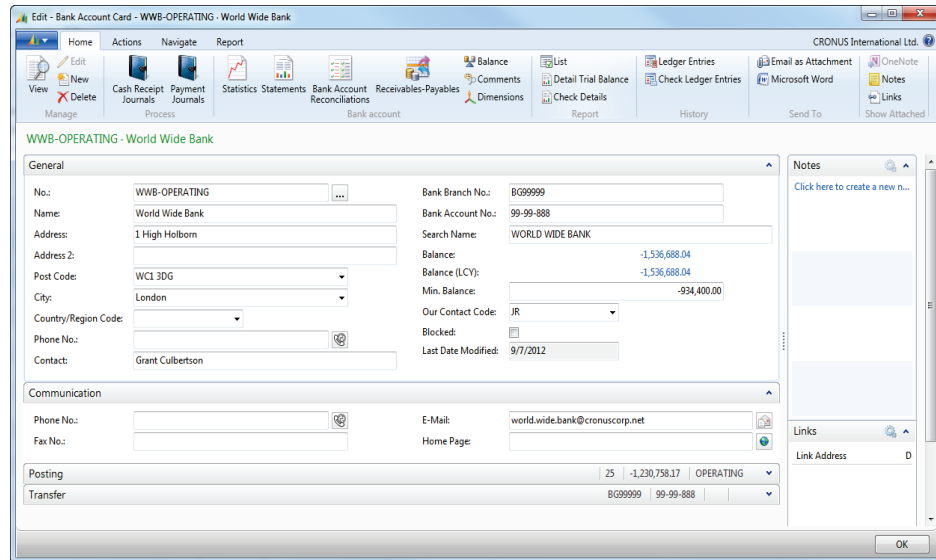 Edit - Bank Account Card - WWB-OPERATING · World Wide Bank
Home Actions Navigate Report CRONUS International Ltd.
View
Edit
New
Delete
Manage
Cash Receipt Journals
Payment Journals
Process
Statistics
Statements
Bank Account Reconciliations
Receivables-Payables
Balance
Comments
Dimensions
Bank account
List
Detail Trial Balance
Check Details
Report
Ledger Entries
Check Ledger Entries
History
Email as Attachment
Microsoft Word
Send To
OneNote
Notes
Links
Show Attached
WWB-OPERATING · World Wide Bank
General
No.: WWB-OPERATING ...
Name: World Wide Bank
Address: 1 High Holborn
Address 2:
Post Code: WC1 3DG
City: London
Country/Region Code:
Phone No.:
Contact: Grant Culbertson
Bank Branch No.: BG99999
Bank Account No.: 99-99-888
Search Name: WORLD WIDE BANK
Balance: -1,536,688.04
Balance (LCY): -1,536,688.04
Min. Balance: -934,400.00
Our Contact Code: JR
Blocked:
Last Date Modified: 9/7/2012
Communication
Phone No.:
Fax No.:
E-Mail: world.wide.bank@cronuscorp.net
Home Page:
Posting 25 -1,230,758.17 OPERATING
Transfer BG99999 99-99-888
Notes
Click here to create a new n...
Links
Link Address D
OK